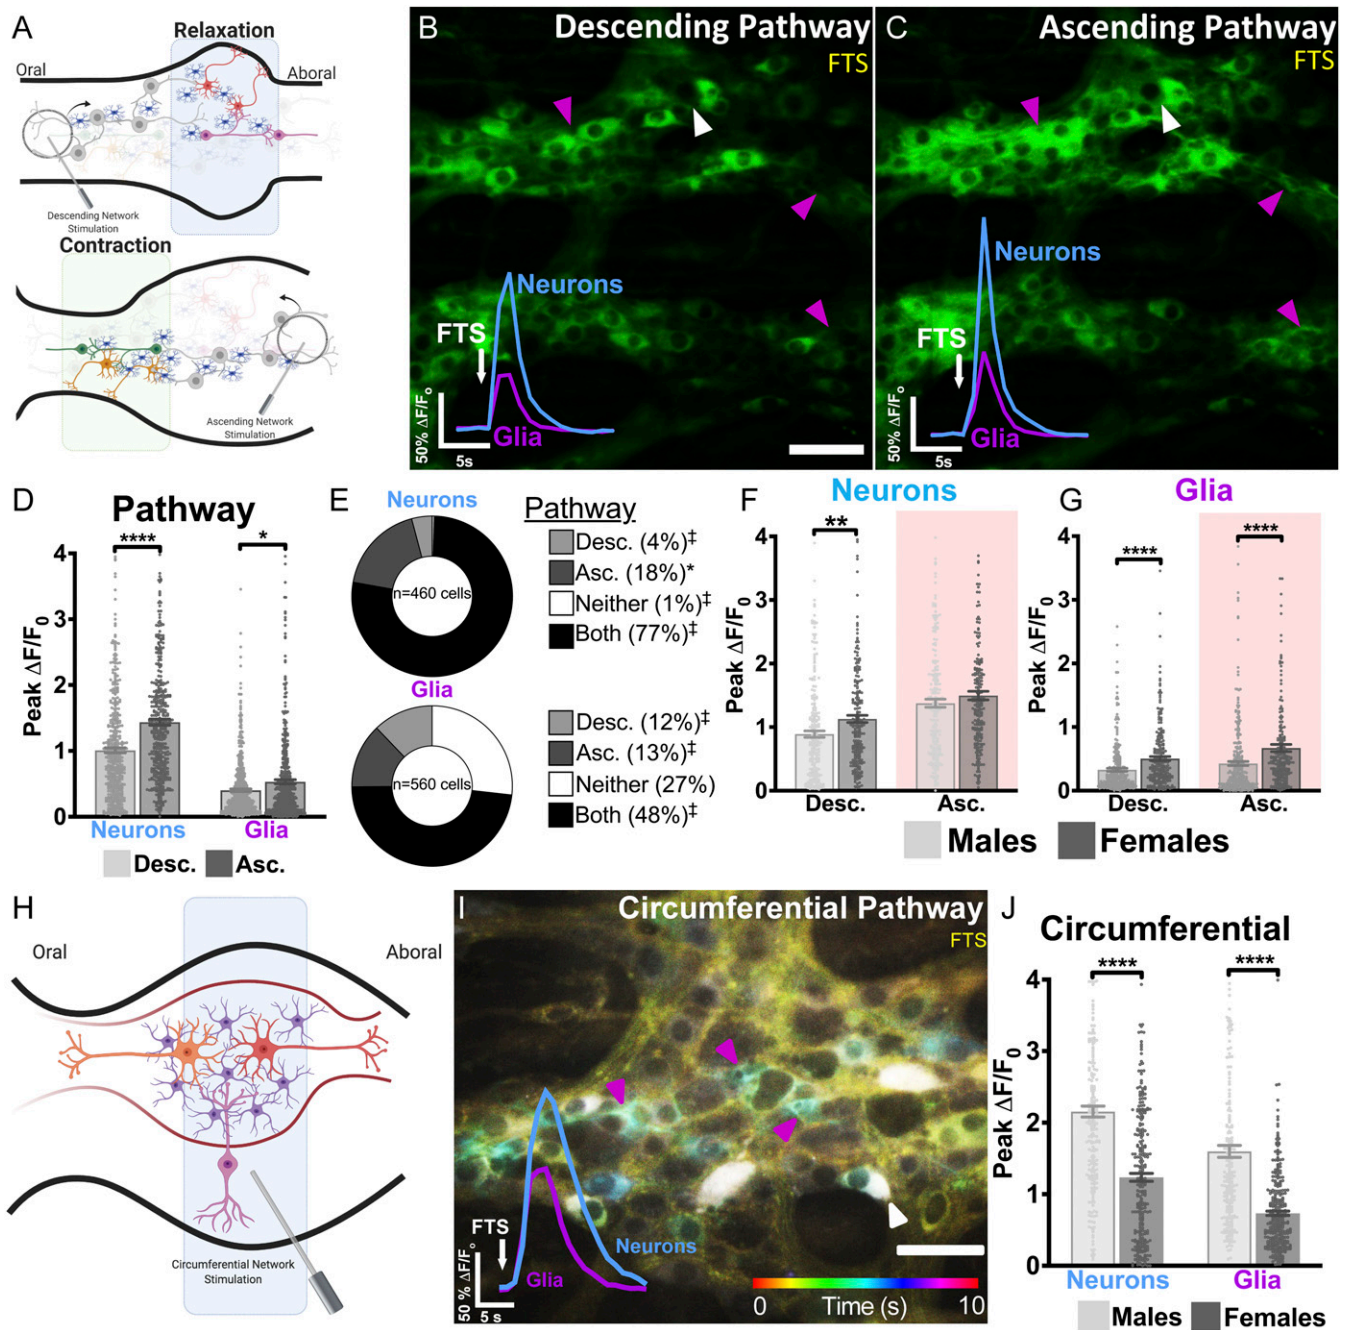 A
Relaxation
Oral
Aboral
Descending Network
Stimulation
Contraction
Ascending Network
Stimulation
B
Descending Pathway
FTS
Neurons
FTS
Glia
50% ΔF/Fo
5s
C
Ascending Pathway
FTS
Neurons
FTS
Glia
50% ΔF/Fo
5s
D
Pathway
Peak ΔF/F0
4
3
2
1
0
****
*
Neurons
Glia
Desc.
Asc.
E
Neurons
n=460 cells
Pathway
Desc. (4%)‡
Asc. (18%)*
Neither (1%)‡
Both (77%)‡
Glia
n=560 cells
Desc. (12%)‡
Asc. (13%)‡
Neither (27%)
Both (48%)‡
F
Neurons
Peak ΔF/F0
4
3
2
1
0
**
Desc.
Asc.
G
Glia
Peak ΔF/F0
4
3
2
1
0
****
****
Desc.
Asc.
Males
Females
H
Oral
Aboral
Circumferential Network
Stimulation
I
Circumferential Pathway
FTS
FTS
Neurons
Glia
50 % ΔF/Fo
5 s
0
Time (s)
10
J
Circumferential
Peak ΔF/F0
4
3
2
1
0
****
****
Neurons
Glia
Males
Females